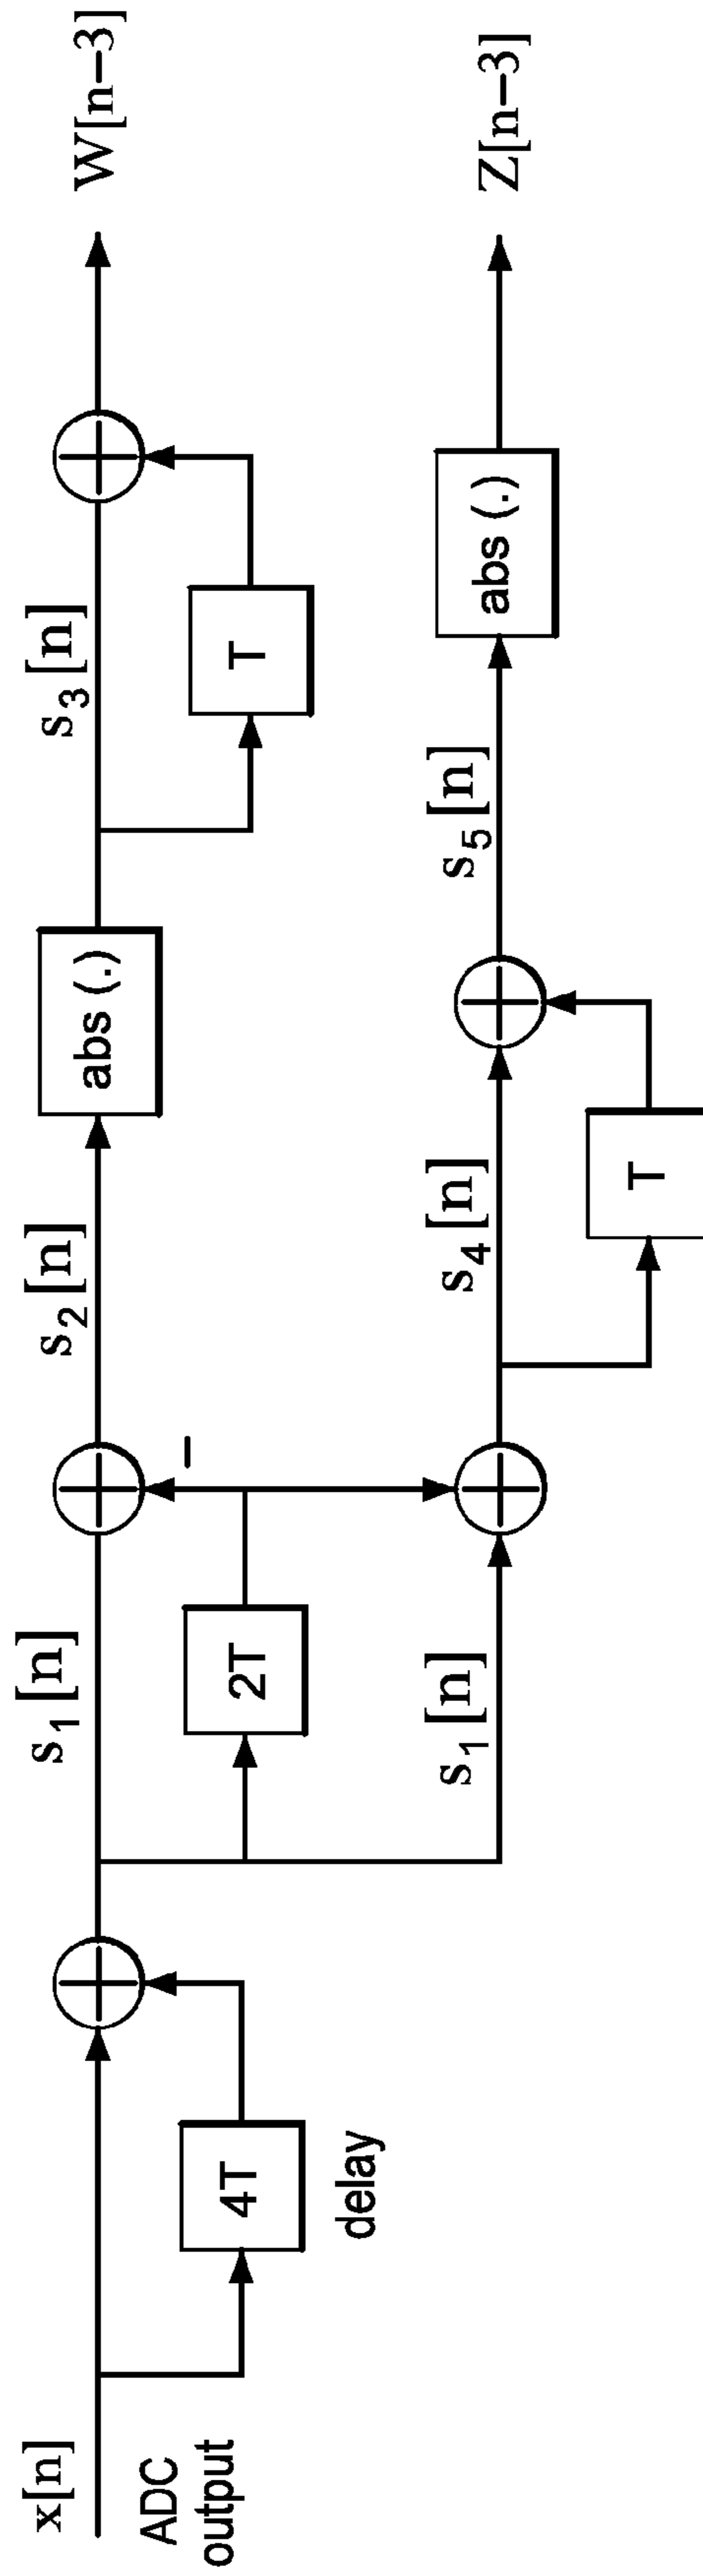 x[n]
ADC
output
4T
delay
s1[n]
2T
−
s2[n]
abs (.)
s3[n]
T
W[n−3]
s1[n]
s4[n]
T
s5[n]
abs (.)
Z[n−3]